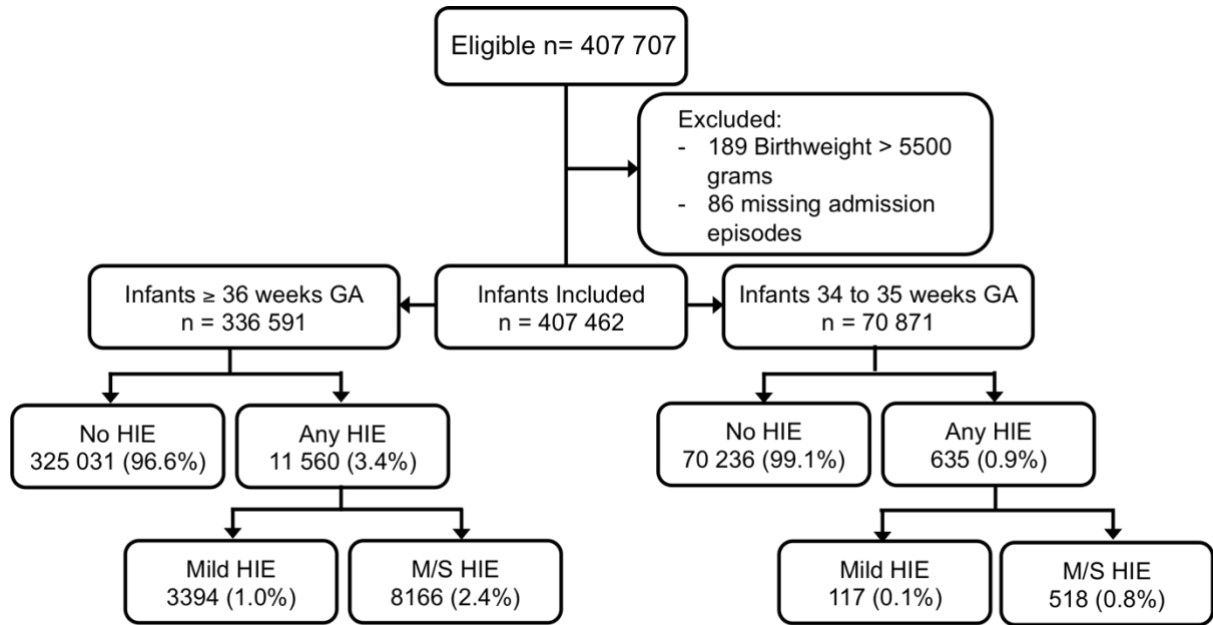 Eligible n= 407 707
Excluded:
- 189 Birthweight > 5500
grams
- 86 missing admission
episodes
Infants ≥ 36 weeks GA
n = 336 591
Infants Included
n = 407 462
Infants 34 to 35 weeks GA
n = 70 871
No HIE
325 031 (96.6%)
Any HIE
11 560 (3.4%)
No HIE
70 236 (99.1%)
Any HIE
635 (0.9%)
Mild HIE
3394 (1.0%)
M/S HIE
8166 (2.4%)
Mild HIE
117 (0.1%)
M/S HIE
518 (0.8%)